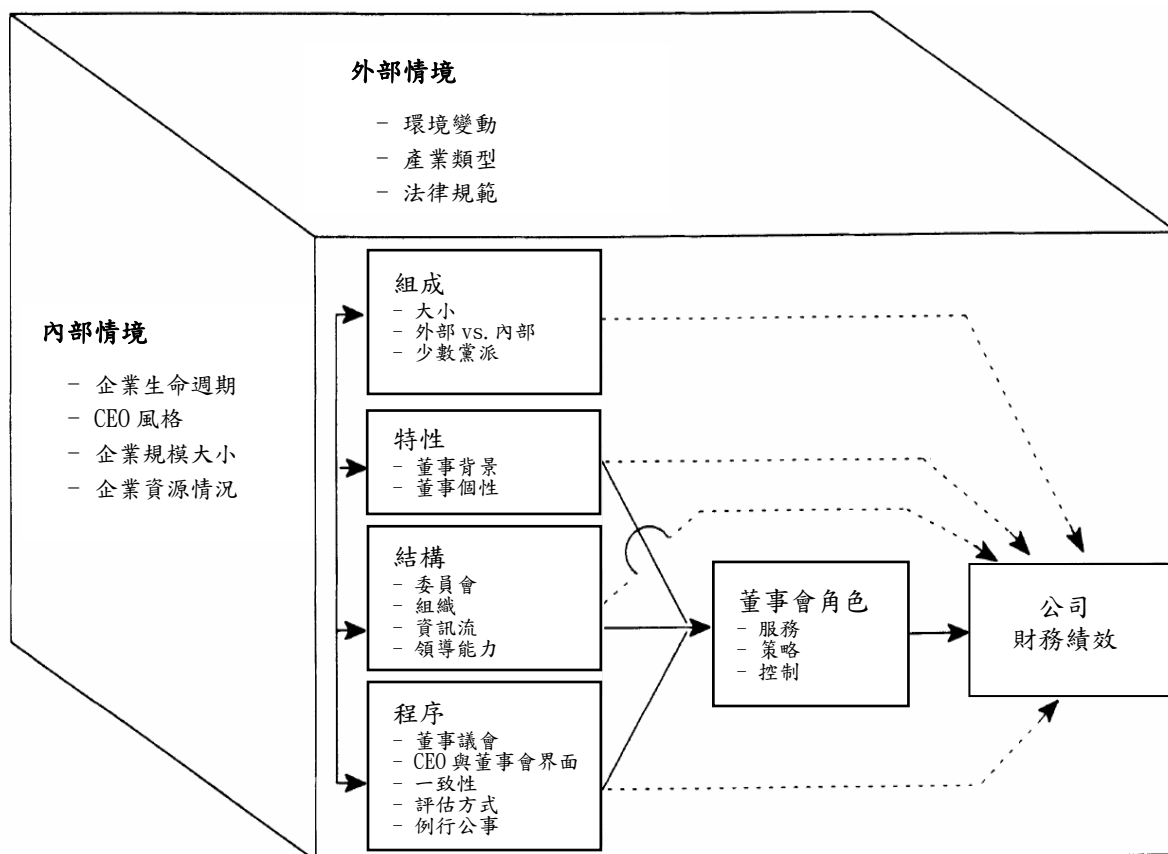 外部情境
- 環境變動
- 產業類型
- 法律規範
內部情境
- 企業生命週期
- CEO 風格
- 企業規模大小
- 企業資源情況
組成
- 大小
- 外部 vs. 內部
- 少數黨派
特性
- 董事背景
- 董事個性
結構
- 委員會
- 組織
- 資訊流
- 領導能力
程序
- 董事議會
- CEO 與董事會界面
- 一致性
- 評估方式
- 例行公事
董事會角色
- 服務
- 策略
- 控制
公司
財務績效